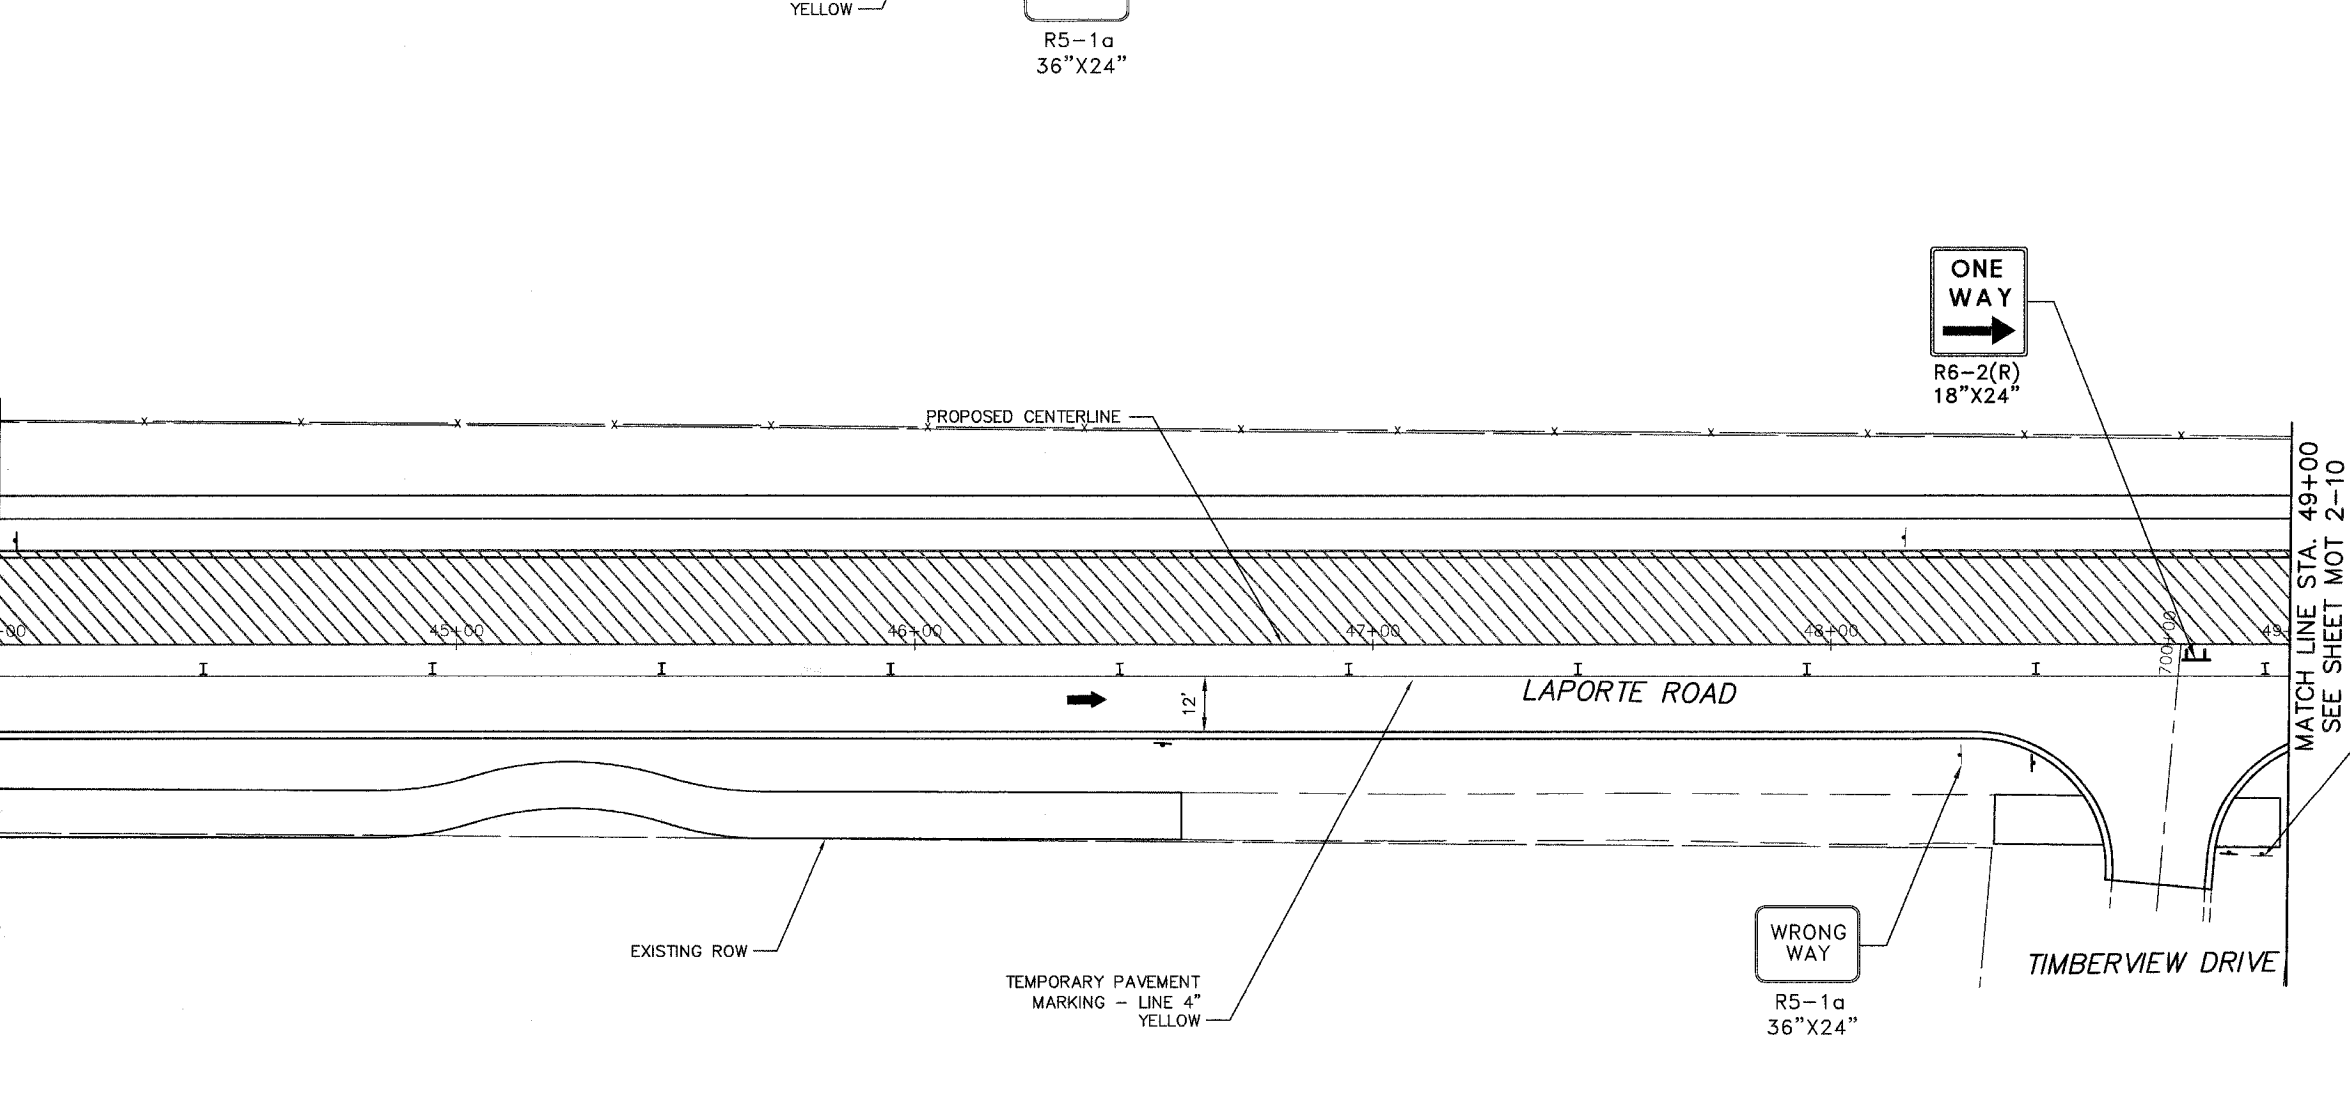 YELLOW
R5-1a
36"X24"
ONE
WAY
R6-2(R)
18"X24"
PROPOSED CENTERLINE
MATCH LINE STA. 49+00
SEE SHEET MOT 2-10
45+00
46+00
47+00
48+00
700+00
LAPORTE ROAD
12'
EXISTING ROW
TEMPORARY PAVEMENT
MARKING - LINE 4"
YELLOW
WRONG
WAY
R5-1a
36"X24"
TIMBERVIEW DRIVE